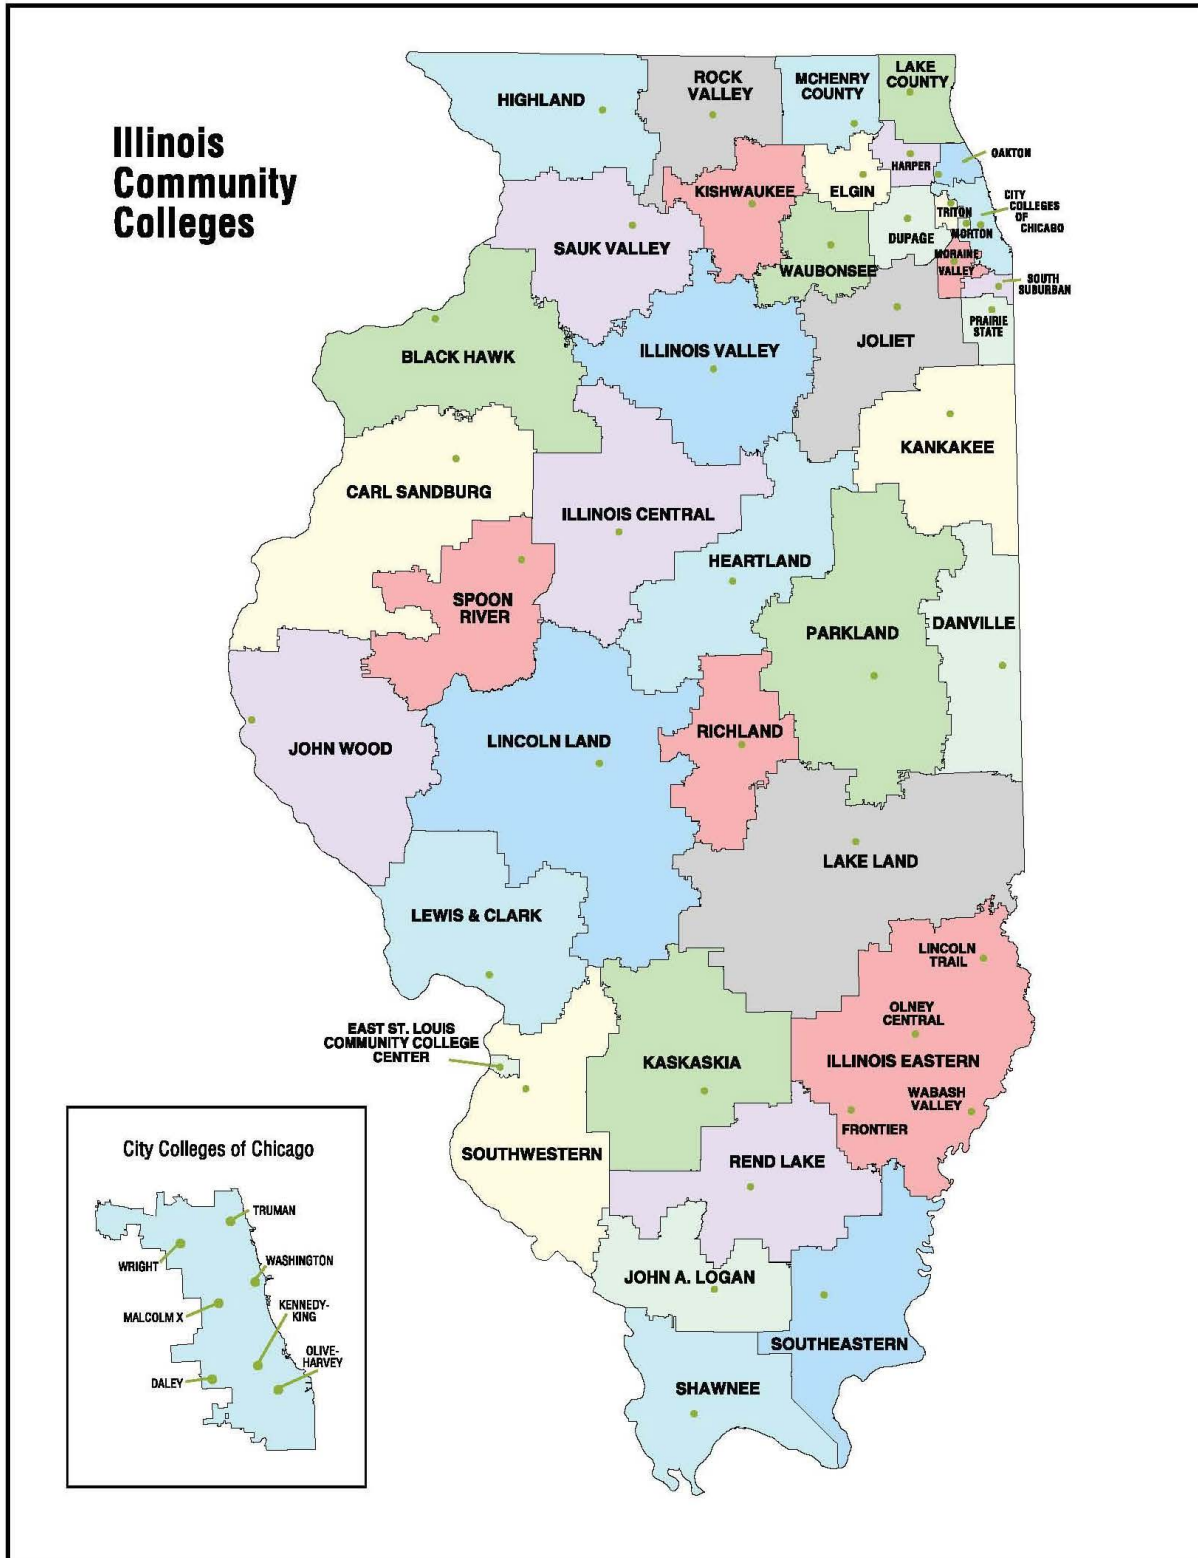 Illinois
Community
Colleges
HIGHLAND
ROCK
VALLEY
MCHENRY
COUNTY
LAKE
COUNTY
KISHWAUKEE
ELGIN
HARPER
OAKTON
SAUK VALLEY
WAUBONSEE
DUPAGE
TRITON
MORTON
CITY
COLLEGES
OF
CHICAGO
MORAINE
VALLEY
SOUTH
SUBURBAN
PRAIRIE
STATE
BLACK HAWK
ILLINOIS VALLEY
JOLIET
KANKAKEE
CARL SANDBURG
ILLINOIS CENTRAL
HEARTLAND
SPOON
RIVER
PARKLAND
DANVILLE
JOHN WOOD
LINCOLN LAND
RICHLAND
LAKE LAND
LEWIS & CLARK
LINCOLN
TRAIL
OLNEY
CENTRAL
EAST ST. LOUIS
COMMUNITY COLLEGE
CENTER
KASKASKIA
ILLINOIS EASTERN
WABASH
VALLEY
FRONTIER
SOUTHWESTERN
REND LAKE
JOHN A. LOGAN
SOUTHEASTERN
SHAWNEE
City Colleges of Chicago
TRUMAN
WRIGHT
WASHINGTON
MALCOLM X
KENNEDY-
KING
OLIVE-
HARVEY
DALEY